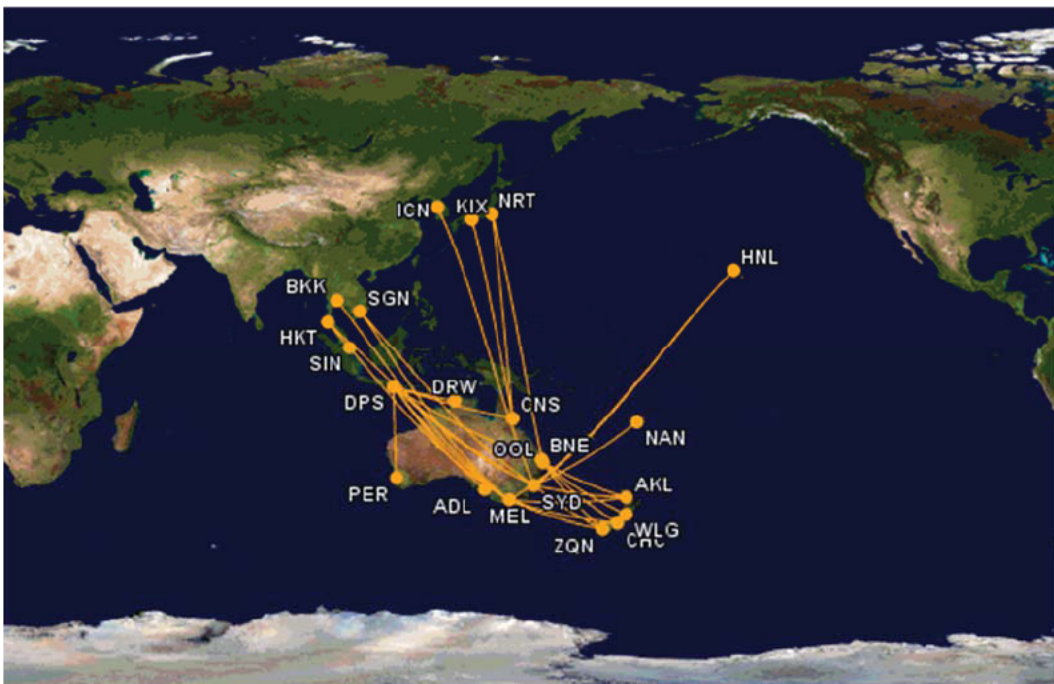 ICN
KIX
NRT
HNL
BKK
SGN
HKT
SIN
DPS
DRW
CNS
NAN
OOL
BNE
PER
ADL
MEL
SYD
AKL
WLG
ZQN
CHC